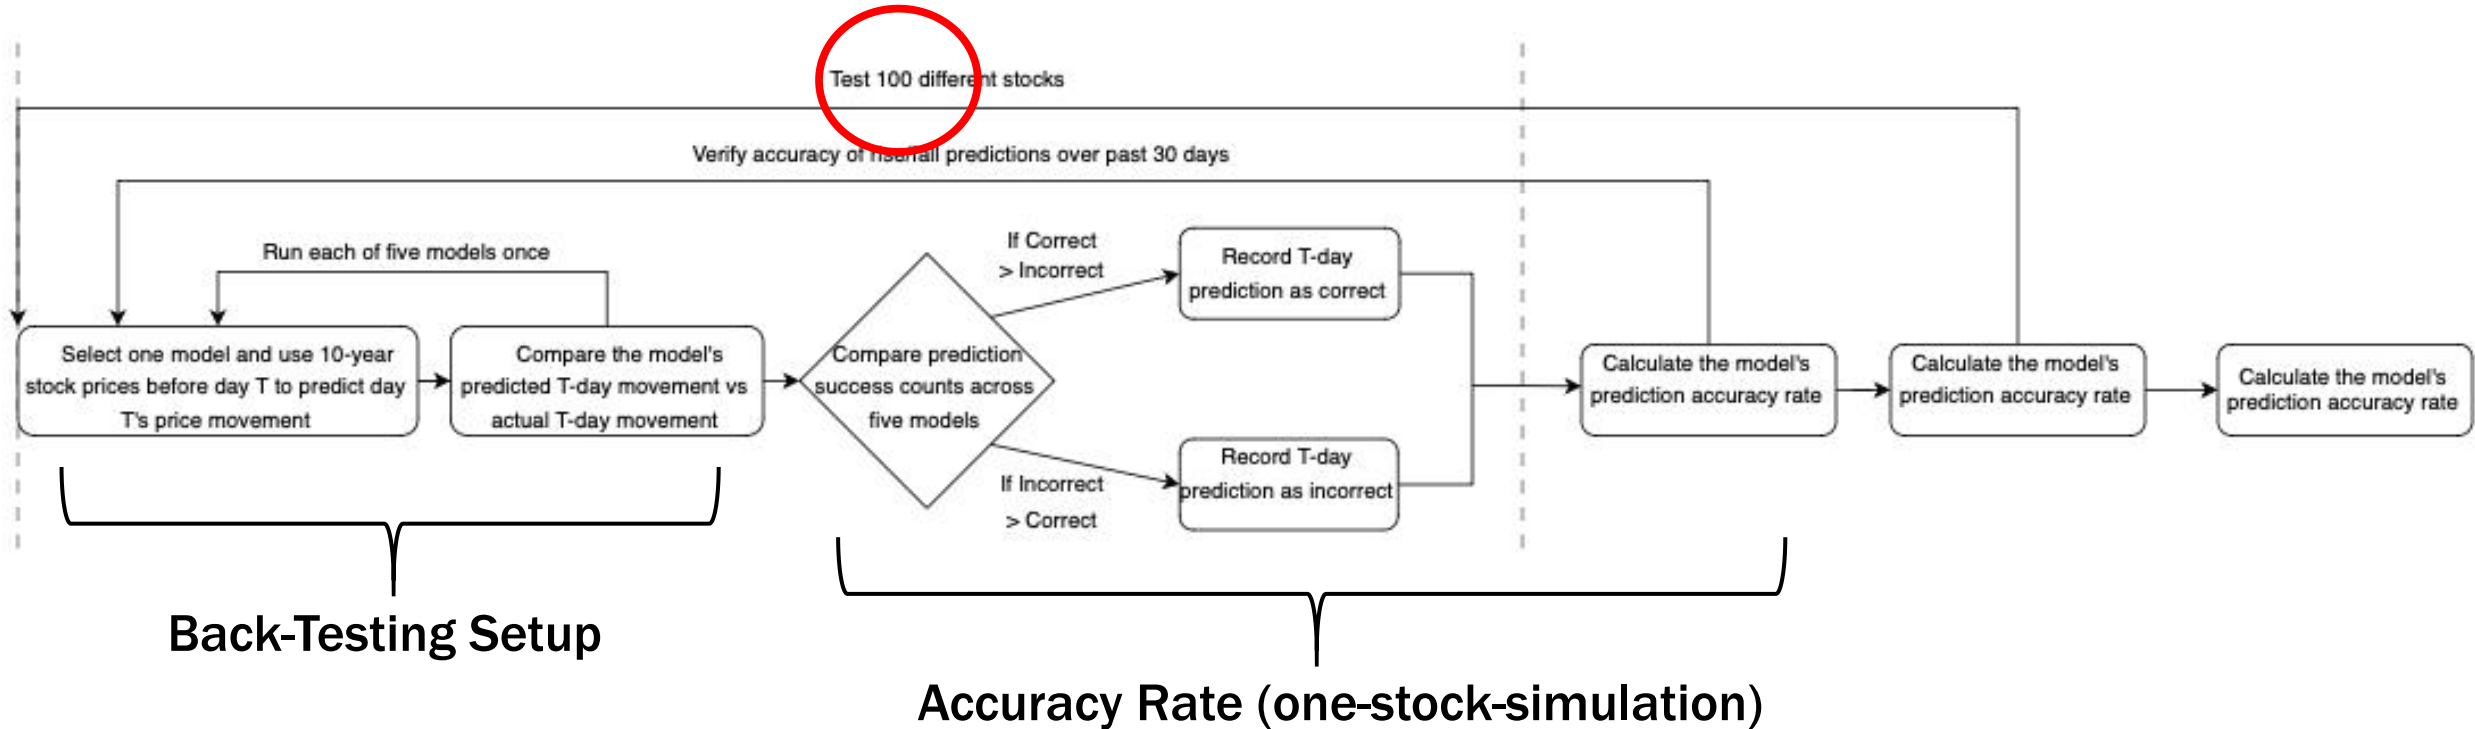 Test 100 different stocks
Verify accuracy of rise/fall predictions over past 30 days
Run each of five models once
Select one model and use 10-year
stock prices before day T to predict day
T's price movement
Compare the model's
predicted T-day movement vs
actual T-day movement
Compare prediction
success counts across
five models
If Correct
> Incorrect
Record T-day
prediction as correct
If Incorrect
> Correct
Record T-day
prediction as incorrect
Calculate the model's
prediction accuracy rate
Calculate the model's
prediction accuracy rate
Calculate the model's
prediction accuracy rate
Back-Testing Setup
Accuracy Rate (one-stock-simulation)